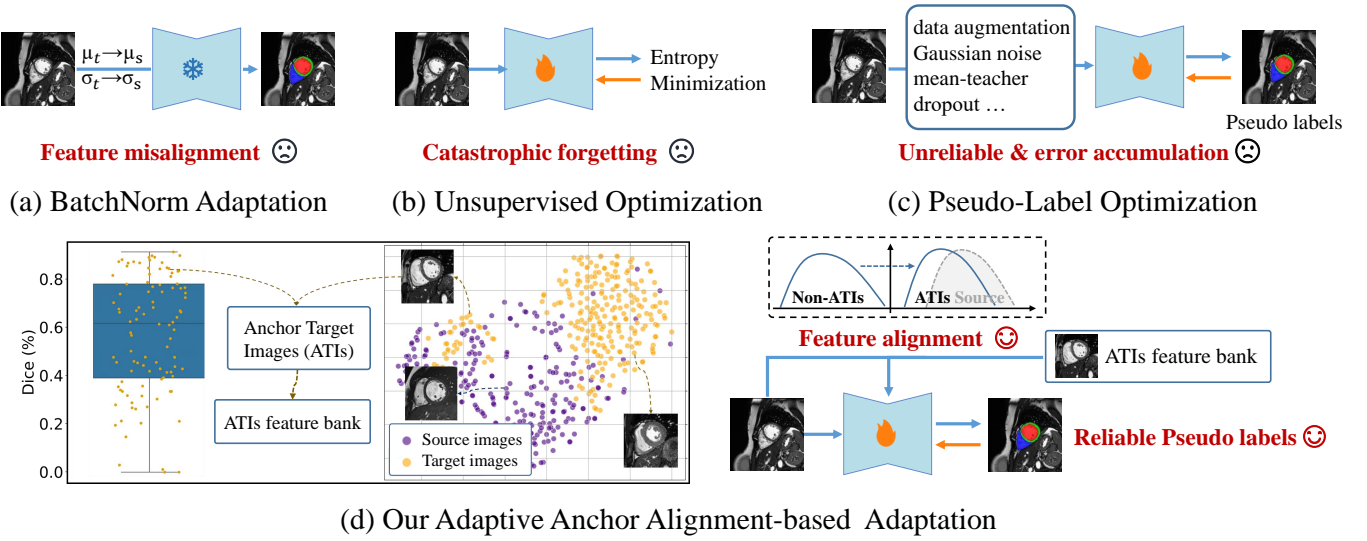 μt→μs
σt→σs
Feature misalignment
(a) BatchNorm Adaptation
Entropy
Minimization
Catastrophic forgetting
(b) Unsupervised Optimization
data augmentation
Gaussian noise
mean-teacher
dropout …
Pseudo labels
Unreliable & error accumulation
(c) Pseudo-Label Optimization
Dice (%)
0.8
0.6
0.4
0.2
0.0
Anchor Target
Images (ATIs)
ATIs feature bank
Source images
Target images
Non-ATIs
ATIs Source
Feature alignment
ATIs feature bank
Reliable Pseudo labels
(d) Our Adaptive Anchor Alignment-based Adaptation